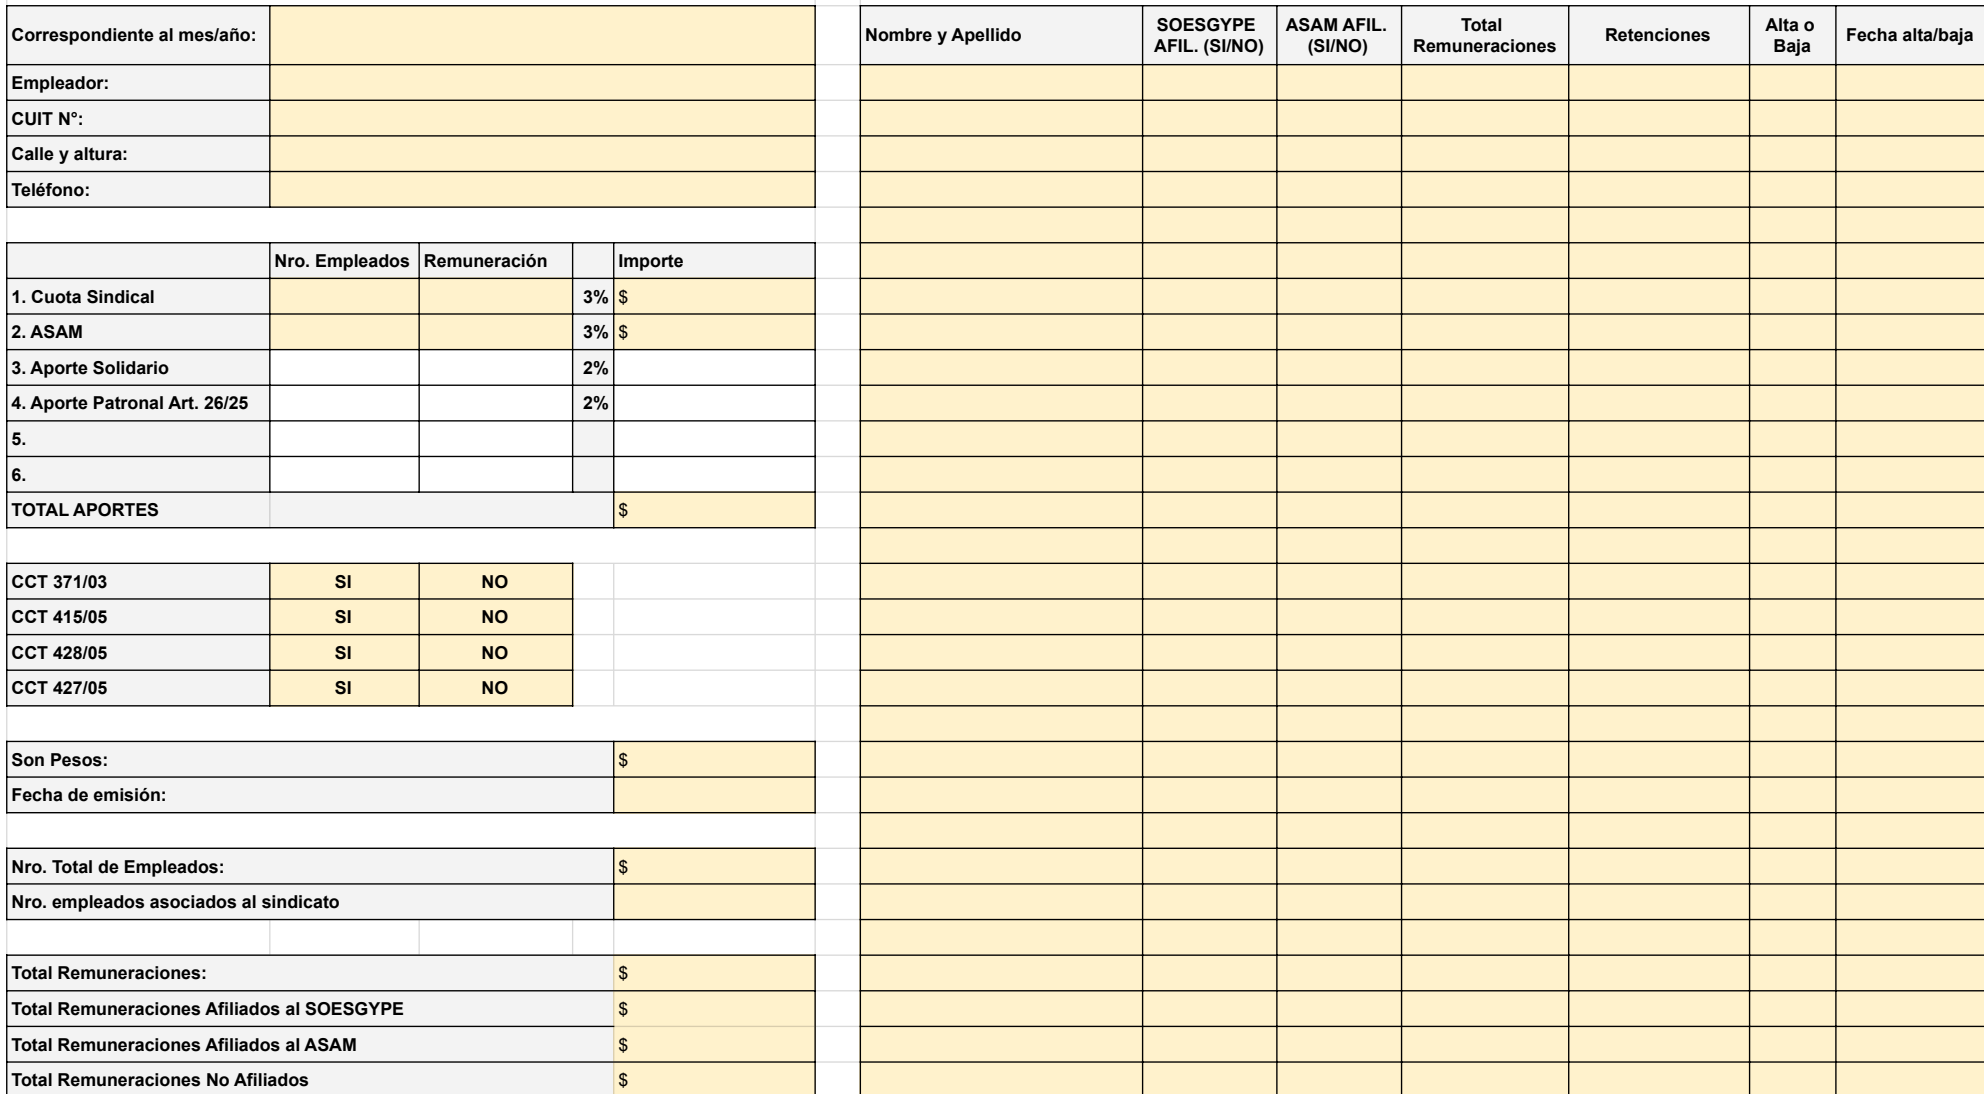 Correspondiente al mes/año:
Empleador:
CUIT N°:
Calle y altura:
Teléfono:
Nro. Empleados Remuneración Importe
1. Cuota Sindical 3% $
2. ASAM 3% $
3. Aporte Solidario 2%
4. Aporte Patronal Art. 26/25 2%
5.
6.
TOTAL APORTES $
CCT 371/03 SI NO
CCT 415/05 SI NO
CCT 428/05 SI NO
CCT 427/05 SI NO
Son Pesos: $
Fecha de emisión:
Nro. Total de Empleados: $
Nro. empleados asociados al sindicato
Total Remuneraciones: $
Total Remuneraciones Afiliados al SOESGYPE $
Total Remuneraciones Afiliados al ASAM $
Total Remuneraciones No Afiliados $
Nombre y Apellido
SOESGYPE
AFIL. (SI/NO)
ASAM AFIL.
(SI/NO)
Total
Remuneraciones
Retenciones
Alta o
Baja
Fecha alta/baja